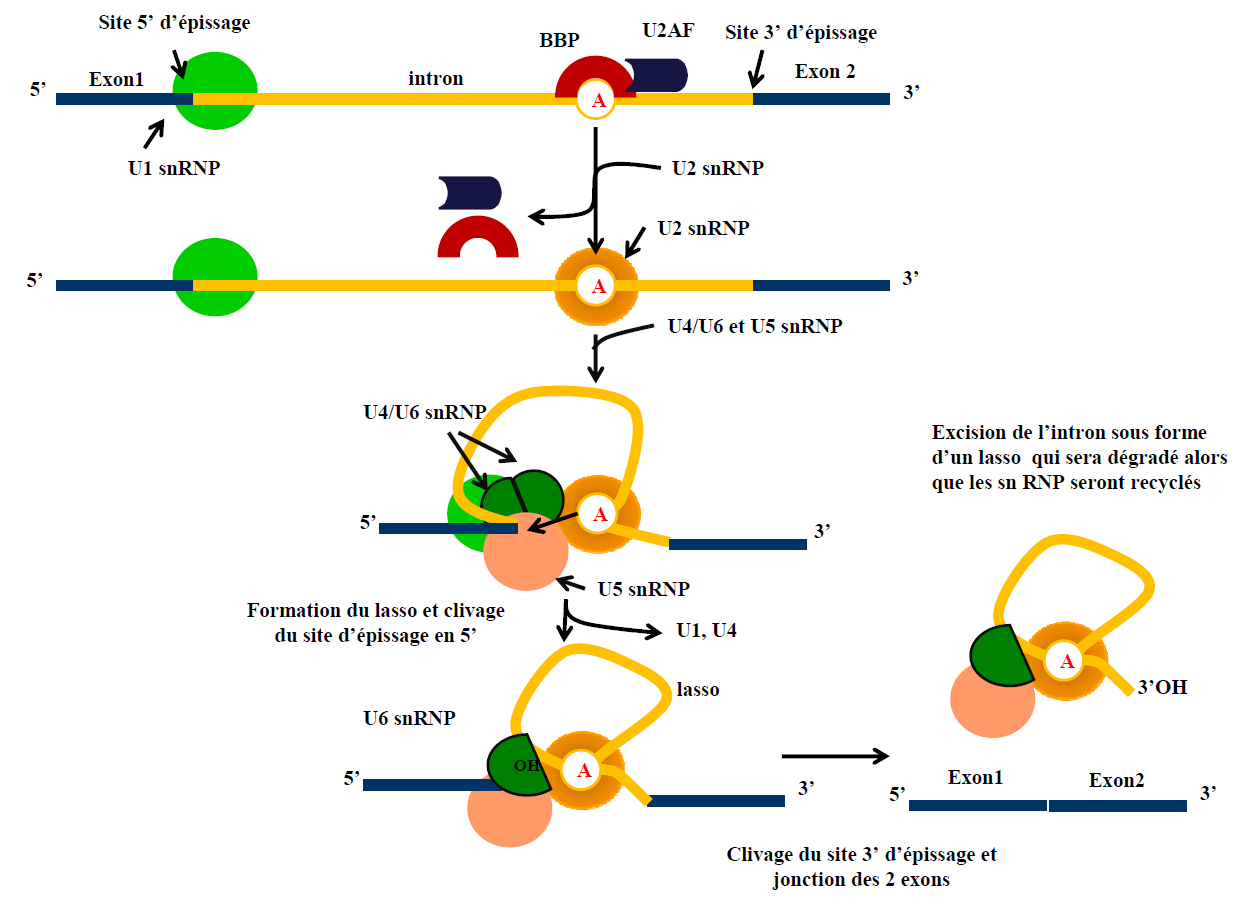 Site 5’ d’épissage
BBP
U2AF
Site 3’ d’épissage
5’
Exon1
intron
A
Exon 2
3’
U1 snRNP
U2 snRNP
U2 snRNP
5’
A
3’
U4/U6 et U5 snRNP
U4/U6 snRNP
5’
A
3’
U5 snRNP
Formation du lasso et clivage
du site d’épissage en 5’
U1, U4
lasso
U6 snRNP
5’
OH
A
3’
Excision de l’intron sous forme
d’un lasso qui sera dégradé alors
que les sn RNP seront recyclés
A
3’OH
5’
Exon1
Exon2
3’
Clivage du site 3’ d’épissage et
jonction des 2 exons